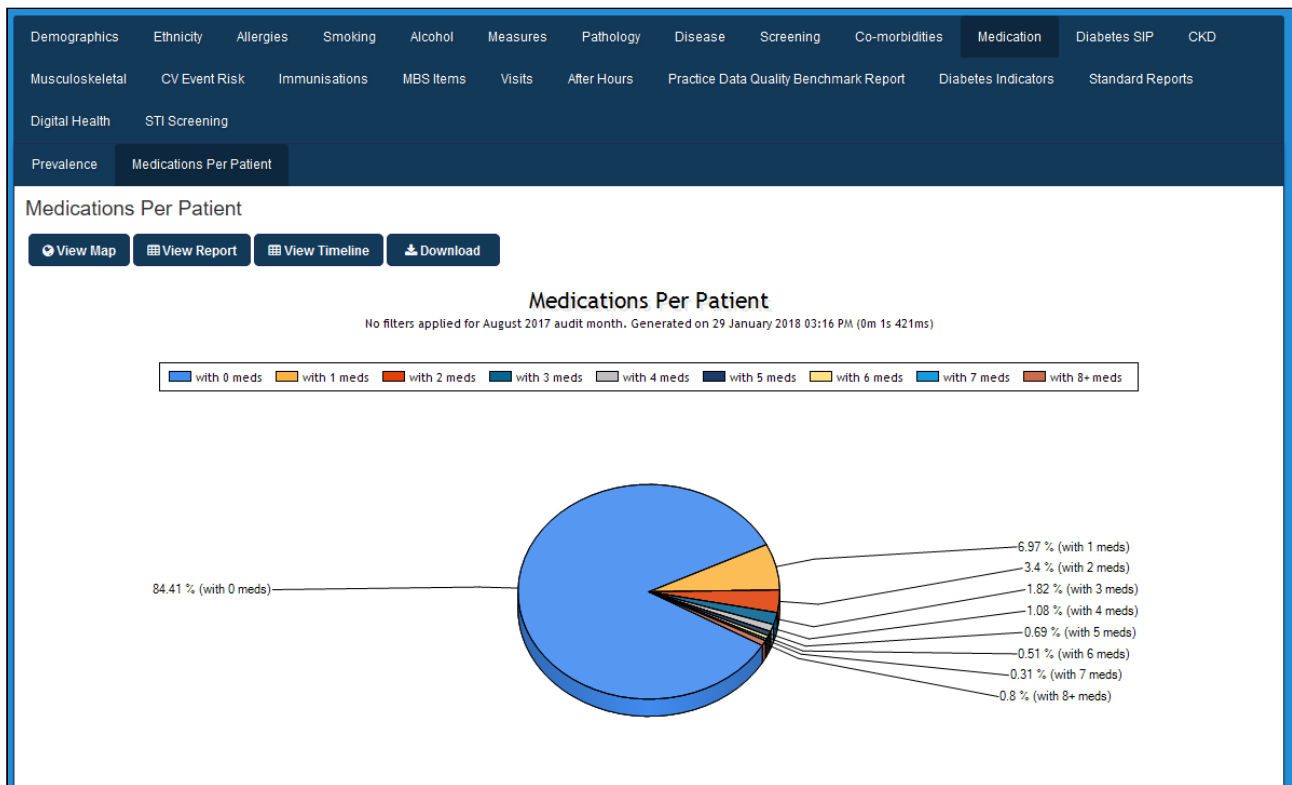 Demographics Ethnicity Allergies Smoking Alcohol Measures Pathology Disease Screening Co-morbidities Medication Diabetes SIP CKD
Musculoskeletal CV Event Risk Immunisations MBS Items Visits After Hours Practice Data Quality Benchmark Report Diabetes Indicators Standard Reports
Digital Health STI Screening
Prevalence Medications Per Patient
Medications Per Patient
View Map View Report View Timeline Download
Medications Per Patient
No filters applied for August 2017 audit month. Generated on 29 January 2018 03:16 PM (0m 1s 421ms)
with 0 meds with 1 meds with 2 meds with 3 meds with 4 meds with 5 meds with 6 meds with 7 meds with 8+ meds
6.97 % (with 1 meds)
3.4 % (with 2 meds)
84.41 % (with 0 meds)
1.82 % (with 3 meds)
1.08 % (with 4 meds)
0.69 % (with 5 meds)
0.51 % (with 6 meds)
0.31 % (with 7 meds)
0.8 % (with 8+ meds)